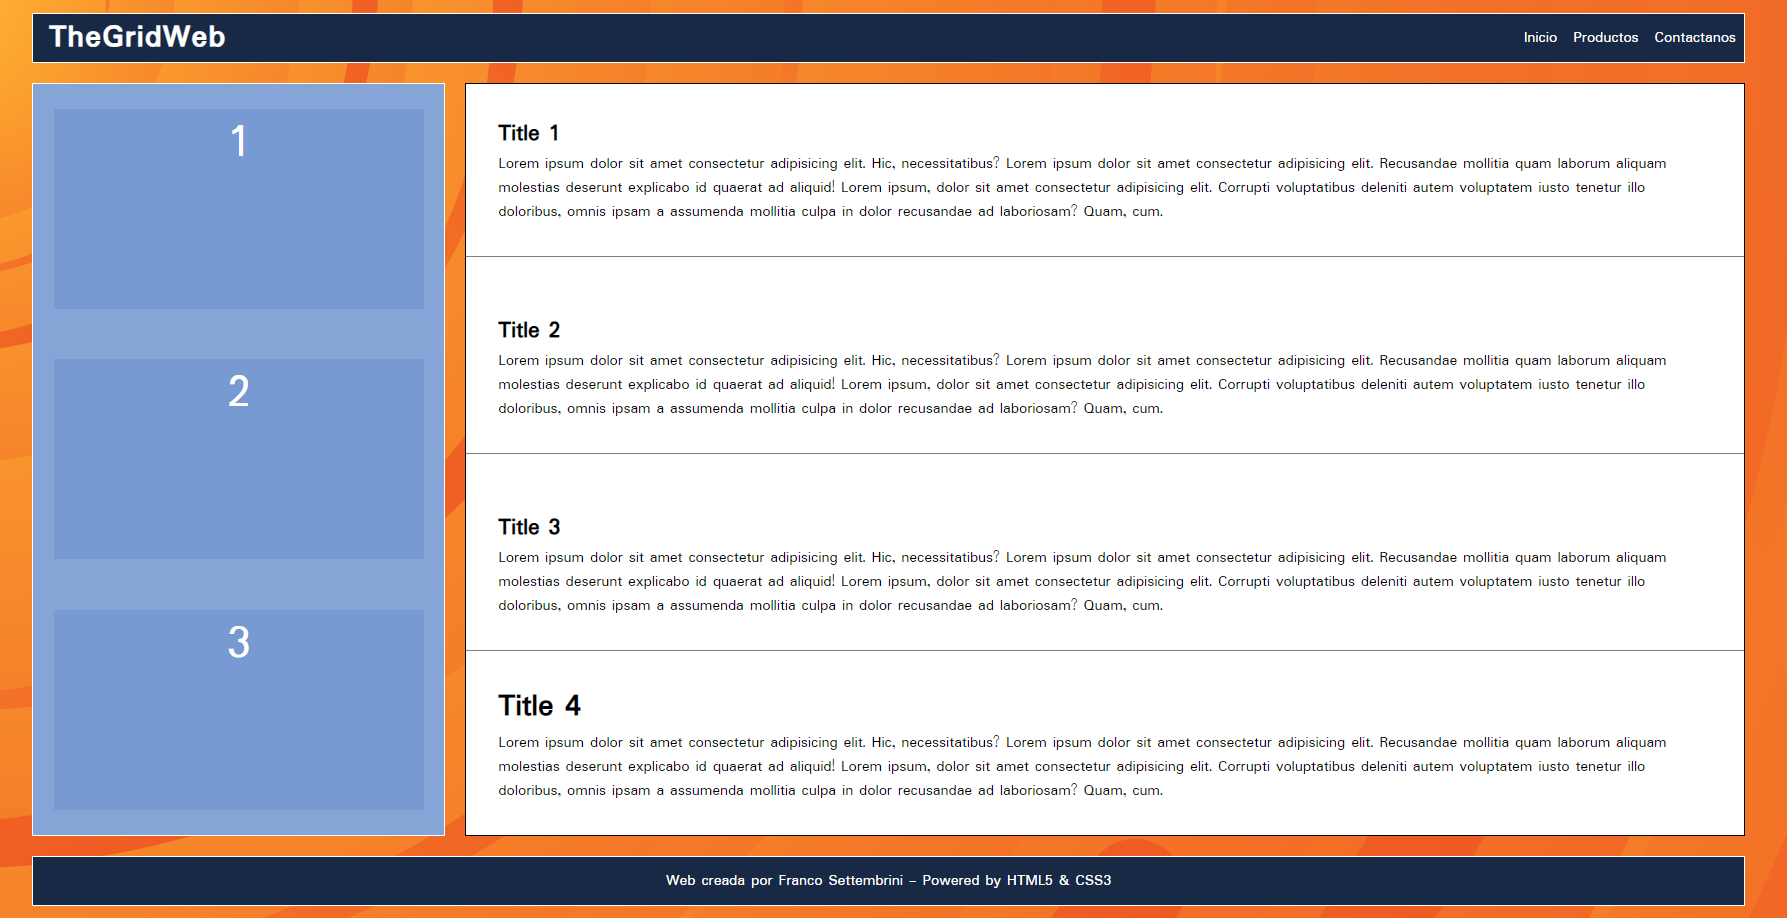 TheGridWeb
Inicio Productos Contactanos
1
2
3
Title 1
Lorem ipsum dolor sit amet consectetur adipisicing elit. Hic, necessitatibus? Lorem ipsum dolor sit amet consectetur adipisicing elit. Recusandae mollitia quam laborum aliquam
molestias deserunt explicabo id quaerat ad aliquid! Lorem ipsum, dolor sit amet consectetur adipisicing elit. Corrupti voluptatibus deleniti autem voluptatem iusto tenetur illo
doloribus, omnis ipsam a assumenda mollitia culpa in dolor recusandae ad laboriosam? Quam, cum.
Title 2
Lorem ipsum dolor sit amet consectetur adipisicing elit. Hic, necessitatibus? Lorem ipsum dolor sit amet consectetur adipisicing elit. Recusandae mollitia quam laborum aliquam
molestias deserunt explicabo id quaerat ad aliquid! Lorem ipsum, dolor sit amet consectetur adipisicing elit. Corrupti voluptatibus deleniti autem voluptatem iusto tenetur illo
doloribus, omnis ipsam a assumenda mollitia culpa in dolor recusandae ad laboriosam? Quam, cum.
Title 3
Lorem ipsum dolor sit amet consectetur adipisicing elit. Hic, necessitatibus? Lorem ipsum dolor sit amet consectetur adipisicing elit. Recusandae mollitia quam laborum aliquam
molestias deserunt explicabo id quaerat ad aliquid! Lorem ipsum, dolor sit amet consectetur adipisicing elit. Corrupti voluptatibus deleniti autem voluptatem iusto tenetur illo
doloribus, omnis ipsam a assumenda mollitia culpa in dolor recusandae ad laboriosam? Quam, cum.
Title 4
Lorem ipsum dolor sit amet consectetur adipisicing elit. Hic, necessitatibus? Lorem ipsum dolor sit amet consectetur adipisicing elit. Recusandae mollitia quam laborum aliquam
molestias deserunt explicabo id quaerat ad aliquid! Lorem ipsum, dolor sit amet consectetur adipisicing elit. Corrupti voluptatibus deleniti autem voluptatem iusto tenetur illo
doloribus, omnis ipsam a assumenda mollitia culpa in dolor recusandae ad laboriosam? Quam, cum.
Web creada por Franco Settembrini - Powered by HTML5 & CSS3